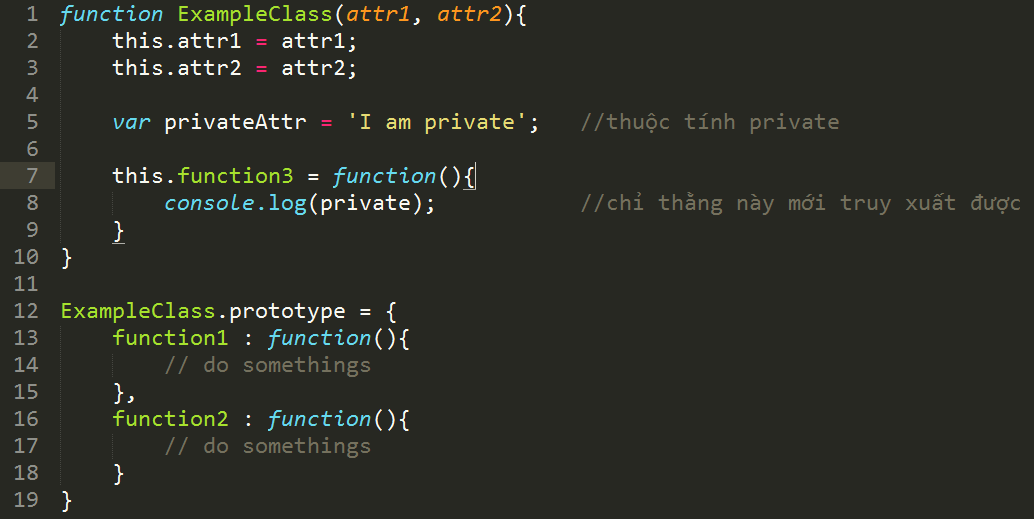 1 function ExampleClass(attr1, attr2){
2     this.attr1 = attr1;
3     this.attr2 = attr2;
4
5     var privateAttr = 'I am private';   //thuộc tính private
6
7     this.function3 = function(){
8         console.log(private);           //chỉ thằng này mới truy xuất được
9     }
10 }
11
12 ExampleClass.prototype = {
13     function1 : function(){
14         // do somethings
15     },
16     function2 : function(){
17         // do somethings
18     }
19 }